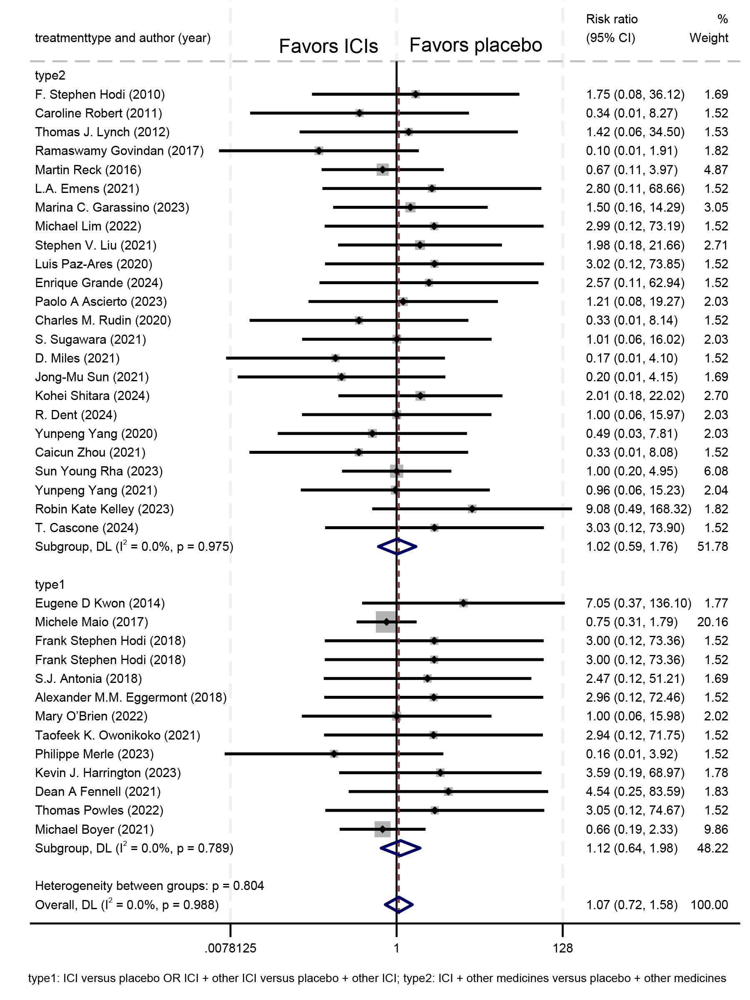 Risk ratio %
treatmenttype and author (year) Favors ICIs Favors placebo (95% CI) Weight
type2
F. Stephen Hodi (2010) 1.75 (0.08, 36.12) 1.69
Caroline Robert (2011) 0.34 (0.01, 8.27) 1.52
Thomas J. Lynch (2012) 1.42 (0.06, 34.50) 1.53
Ramaswamy Govindan (2017) 0.10 (0.01, 1.91) 1.82
Martin Reck (2016) 0.67 (0.11, 3.97) 4.87
L.A. Emens (2021) 2.80 (0.11, 68.66) 1.52
Marina C. Garassino (2023) 1.50 (0.16, 14.29) 3.05
Michael Lim (2022) 2.99 (0.12, 73.19) 1.52
Stephen V. Liu (2021) 1.98 (0.18, 21.66) 2.71
Luis Paz-Ares (2020) 3.02 (0.12, 73.85) 1.52
Enrique Grande (2024) 2.57 (0.11, 62.94) 1.52
Paolo A Ascierto (2023) 1.21 (0.08, 19.27) 2.03
Charles M. Rudin (2020) 0.33 (0.01, 8.14) 1.52
S. Sugawara (2021) 1.01 (0.06, 16.02) 2.03
D. Miles (2021) 0.17 (0.01, 4.10) 1.52
Jong-Mu Sun (2021) 0.20 (0.01, 4.15) 1.69
Kohei Shitara (2024) 2.01 (0.18, 22.02) 2.70
R. Dent (2024) 1.00 (0.06, 15.97) 2.03
Yunpeng Yang (2020) 0.49 (0.03, 7.81) 2.03
Caicun Zhou (2021) 0.33 (0.01, 8.08) 1.52
Sun Young Rha (2023) 1.00 (0.20, 4.95) 6.08
Yunpeng Yang (2021) 0.96 (0.06, 15.23) 2.04
Robin Kate Kelley (2023) 9.08 (0.49, 168.32) 1.82
T. Cascone (2024) 3.03 (0.12, 73.90) 1.52
Subgroup, DL (I² = 0.0%, p = 0.975) 1.02 (0.59, 1.76) 51.78
type1
Eugene D Kwon (2014) 7.05 (0.37, 136.10) 1.77
Michele Maio (2017) 0.75 (0.31, 1.79) 20.16
Frank Stephen Hodi (2018) 3.00 (0.12, 73.36) 1.52
Frank Stephen Hodi (2018) 3.00 (0.12, 73.36) 1.52
S.J. Antonia (2018) 2.47 (0.12, 51.21) 1.69
Alexander M.M. Eggermont (2018) 2.96 (0.12, 72.46) 1.52
Mary O’Brien (2022) 1.00 (0.06, 15.98) 2.02
Taofeek K. Owonikoko (2021) 2.94 (0.12, 71.75) 1.52
Philippe Merle (2023) 0.16 (0.01, 3.92) 1.52
Kevin J. Harrington (2023) 3.59 (0.19, 68.97) 1.78
Dean A Fennell (2021) 4.54 (0.25, 83.59) 1.83
Thomas Powles (2022) 3.05 (0.12, 74.67) 1.52
Michael Boyer (2021) 0.66 (0.19, 2.33) 9.86
Subgroup, DL (I² = 0.0%, p = 0.789) 1.12 (0.64, 1.98) 48.22
Heterogeneity between groups: p = 0.804
Overall, DL (I² = 0.0%, p = 0.988) 1.07 (0.72, 1.58) 100.00
.0078125 1 128
type1: ICI versus placebo OR ICI + other ICI versus placebo + other ICI; type2: ICI + other medicines versus placebo + other medicines